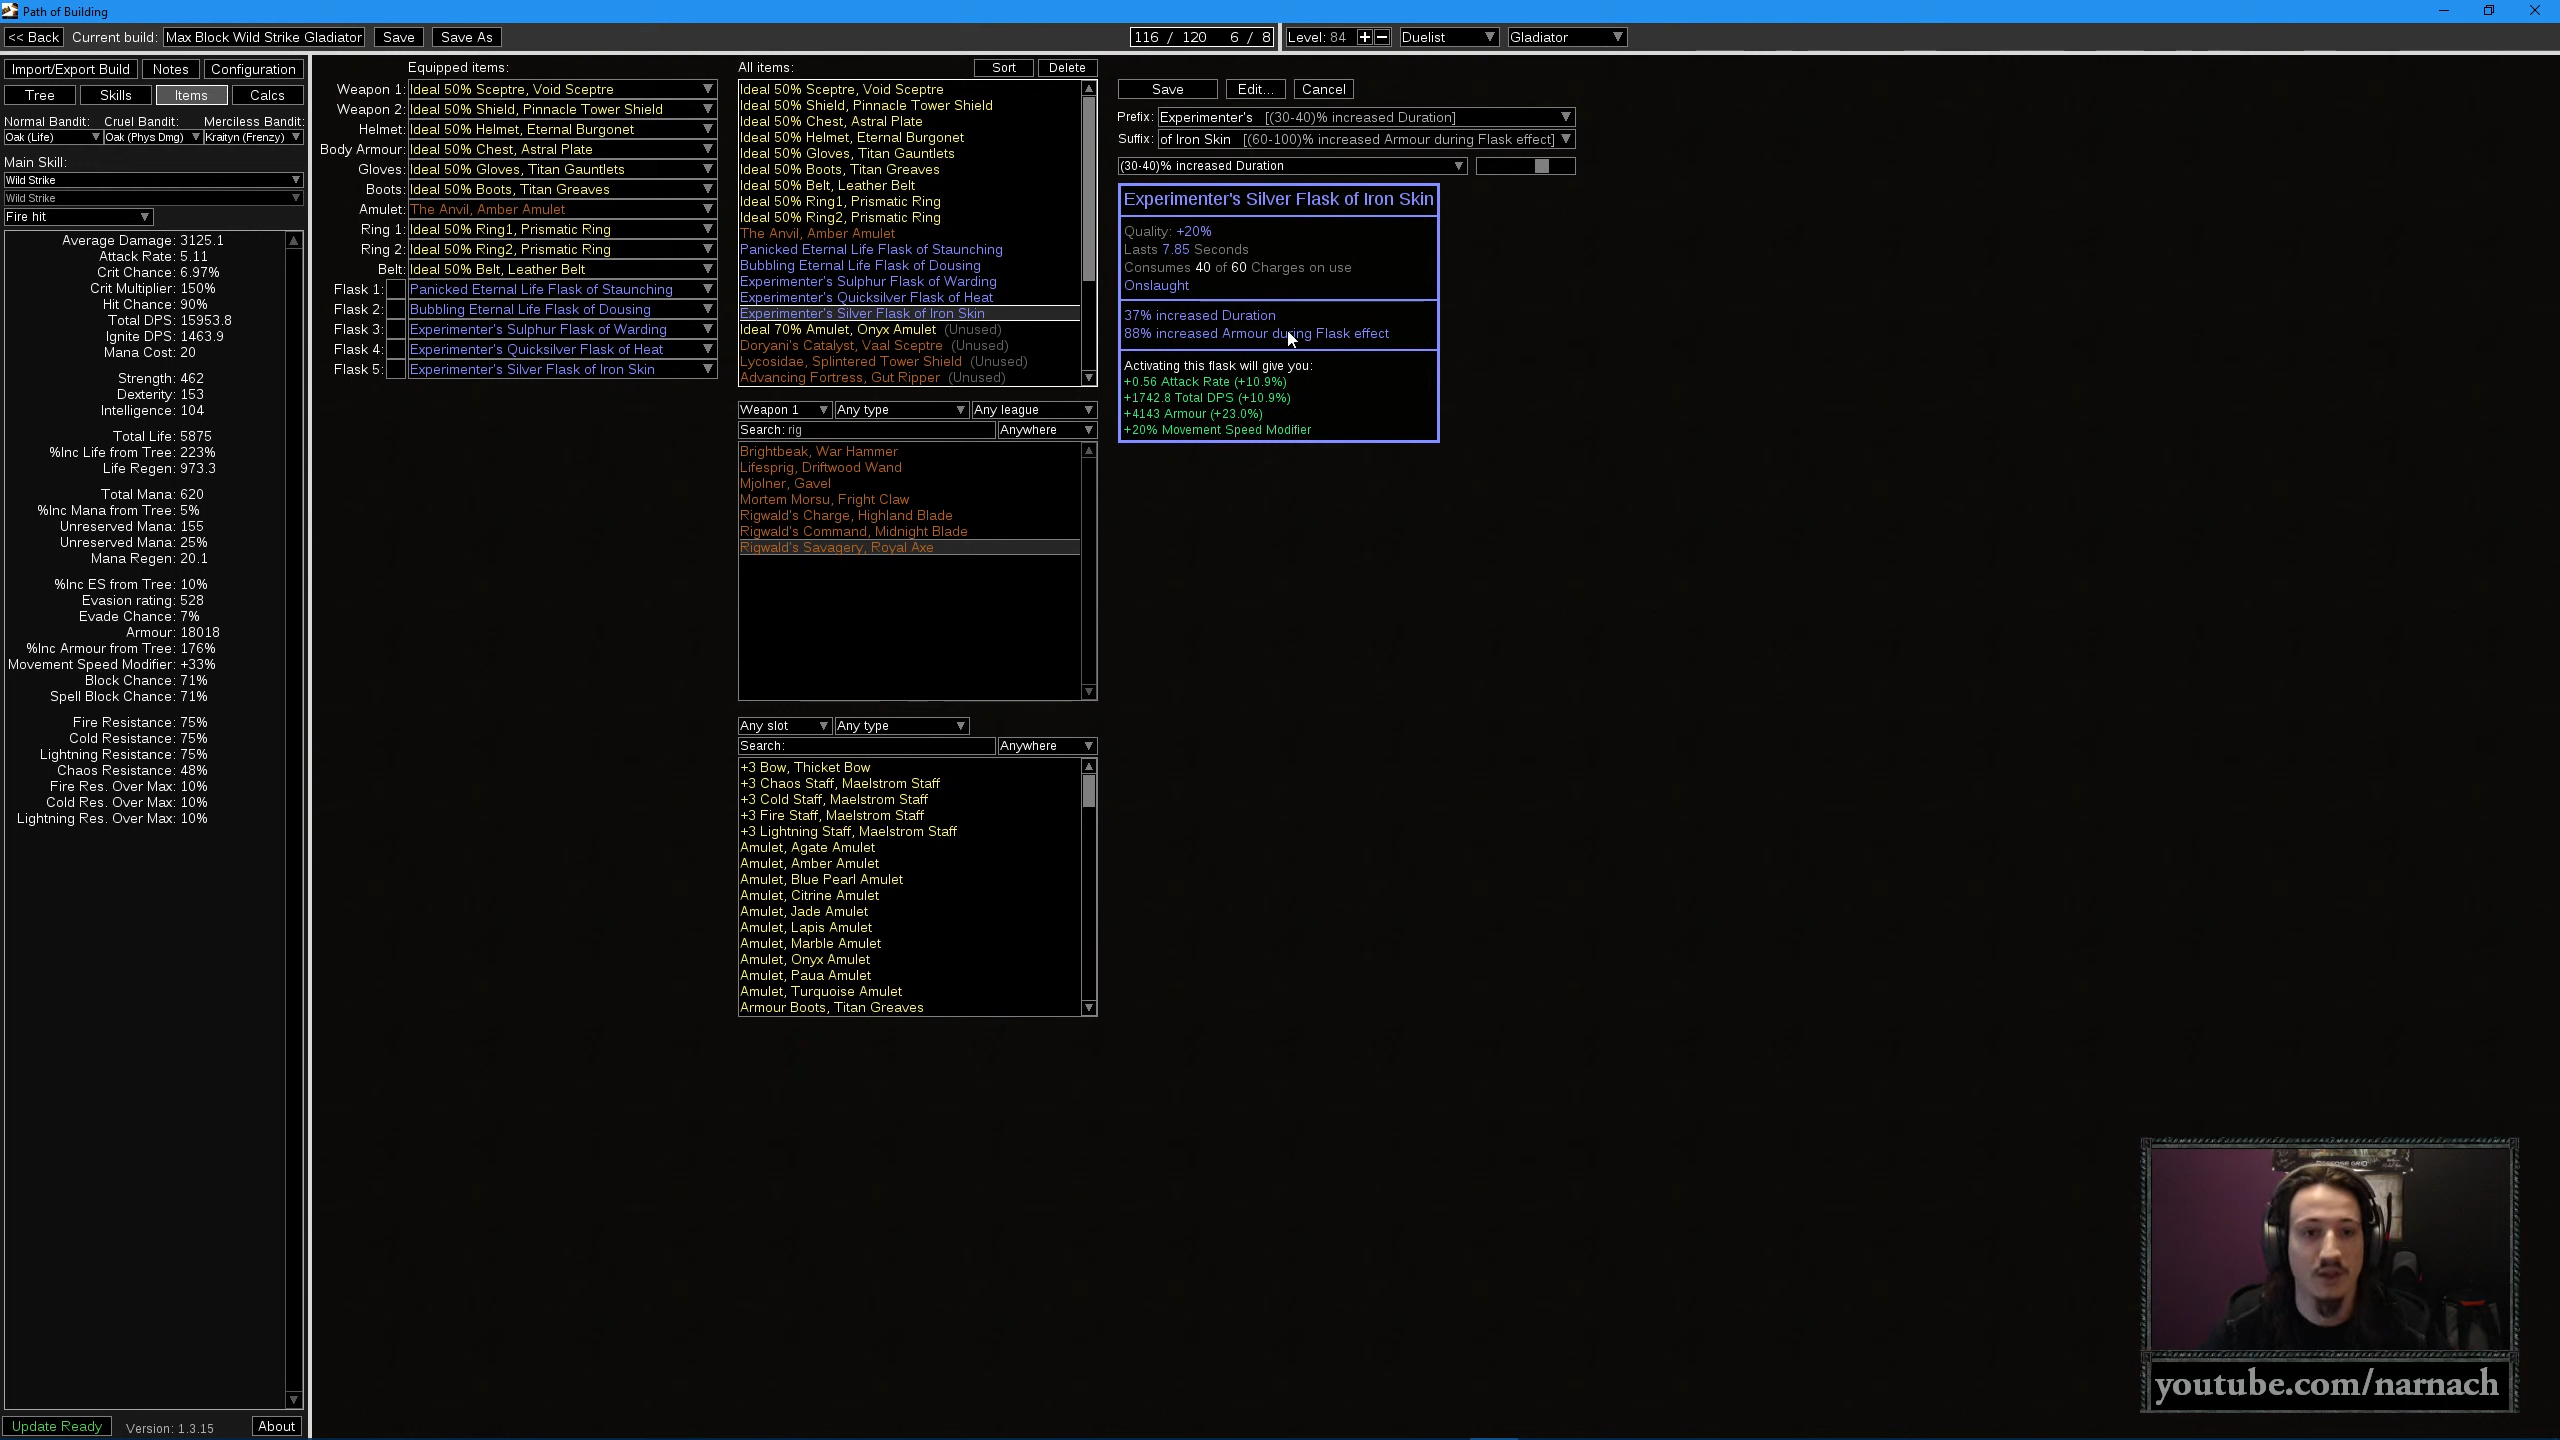 Path of Building
<< Back
Current build:
Max Block Wild Strike Gladiator
Save
Save As
116 / 120 6 / 8
Level: 84
Duelist
Gladiator
Import/Export Build
Notes
Configuration
Tree
Skills
Items
Calcs
Normal Bandit:
Cruel Bandit:
Merciless Bandit:
Oak (Life)
Oak (Phys Dmg)
Kraityn (Frenzy)
Main Skill:
Wild Strike
Wild Strike
Fire hit
Average Damage: 3125.1
Attack Rate: 5.11
Crit Chance: 6.97%
Crit Multiplier: 150%
Hit Chance: 90%
Total DPS: 15953.8
Ignite DPS: 1463.9
Mana Cost: 20
Strength: 462
Dexterity: 153
Intelligence: 104
Total Life: 5875
%Inc Life from Tree: 223%
Life Regen: 973.3
Total Mana: 620
%Inc Mana from Tree: 5%
Unreserved Mana: 155
Unreserved Mana: 25%
Mana Regen: 20.1
%Inc ES from Tree: 10%
Evasion rating: 528
Evade Chance: 7%
Armour: 18018
%Inc Armour from Tree: 176%
Movement Speed Modifier: +33%
Block Chance: 71%
Spell Block Chance: 71%
Fire Resistance: 75%
Cold Resistance: 75%
Lightning Resistance: 75%
Chaos Resistance: 48%
Fire Res. Over Max: 10%
Cold Res. Over Max: 10%
Lightning Res. Over Max: 10%
Update Ready
Version: 1.3.15
About
Equipped items:
Weapon 1: Ideal 50% Sceptre, Void Sceptre
Weapon 2: Ideal 50% Shield, Pinnacle Tower Shield
Helmet: Ideal 50% Helmet, Eternal Burgonet
Body Armour: Ideal 50% Chest, Astral Plate
Gloves: Ideal 50% Gloves, Titan Gauntlets
Boots: Ideal 50% Boots, Titan Greaves
Amulet: The Anvil, Amber Amulet
Ring 1: Ideal 50% Ring1, Prismatic Ring
Ring 2: Ideal 50% Ring2, Prismatic Ring
Belt: Ideal 50% Belt, Leather Belt
Flask 1: Panicked Eternal Life Flask of Staunching
Flask 2: Bubbling Eternal Life Flask of Dousing
Flask 3: Experimenter's Sulphur Flask of Warding
Flask 4: Experimenter's Quicksilver Flask of Heat
Flask 5: Experimenter's Silver Flask of Iron Skin
All items:
Sort
Delete
Ideal 50% Sceptre, Void Sceptre
Ideal 50% Shield, Pinnacle Tower Shield
Ideal 50% Chest, Astral Plate
Ideal 50% Helmet, Eternal Burgonet
Ideal 50% Gloves, Titan Gauntlets
Ideal 50% Boots, Titan Greaves
Ideal 50% Belt, Leather Belt
Ideal 50% Ring1, Prismatic Ring
Ideal 50% Ring2, Prismatic Ring
The Anvil, Amber Amulet
Panicked Eternal Life Flask of Staunching
Bubbling Eternal Life Flask of Dousing
Experimenter's Sulphur Flask of Warding
Experimenter's Quicksilver Flask of Heat
Experimenter's Silver Flask of Iron Skin
Ideal 70% Amulet, Onyx Amulet (Unused)
Doryani's Catalyst, Vaal Sceptre (Unused)
Lycosidae, Splintered Tower Shield (Unused)
Advancing Fortress, Gut Ripper (Unused)
Weapon 1
Any type
Any league
Search: rig
Anywhere
Brightbeak, War Hammer
Lifesprig, Driftwood Wand
Mjolner, Gavel
Mortem Morsu, Fright Claw
Rigwald's Charge, Highland Blade
Rigwald's Command, Midnight Blade
Rigwald's Savagery, Royal Axe
Any slot
Any type
Search:
Anywhere
+3 Bow, Thicket Bow
+3 Chaos Staff, Maelstrom Staff
+3 Cold Staff, Maelstrom Staff
+3 Fire Staff, Maelstrom Staff
+3 Lightning Staff, Maelstrom Staff
Amulet, Agate Amulet
Amulet, Amber Amulet
Amulet, Blue Pearl Amulet
Amulet, Citrine Amulet
Amulet, Jade Amulet
Amulet, Lapis Amulet
Amulet, Marble Amulet
Amulet, Onyx Amulet
Amulet, Paua Amulet
Amulet, Turquoise Amulet
Armour Boots, Titan Greaves
Save
Edit...
Cancel
Prefix: Experimenter's [(30-40)% increased Duration]
Suffix: of Iron Skin [(60-100)% increased Armour during Flask effect]
(30-40)% increased Duration
Experimenter's Silver Flask of Iron Skin
Quality: +20%
Lasts 7.85 Seconds
Consumes 40 of 60 Charges on use
Onslaught
37% increased Duration
88% increased Armour during Flask effect
Activating this flask will give you:
+0.56 Attack Rate (+10.9%)
+1742.8 Total DPS (+10.9%)
+4143 Armour (+23.0%)
+20% Movement Speed Modifier
youtube.com/narnach